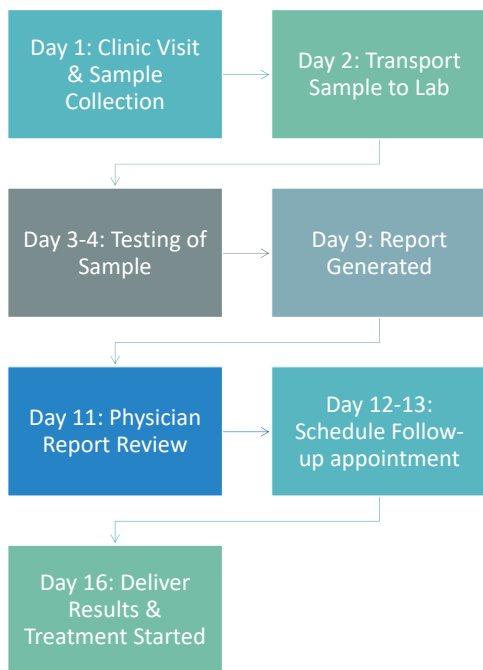 Day 1: Clinic Visit
& Sample
Collection
Day 2: Transport
Sample to Lab
Day 3-4: Testing of
Sample
Day 9: Report
Generated
Day 11: Physician
Report Review
Day 12-13:
Schedule Follow-
up appointment
Day 16: Deliver
Results &
Treatment Started